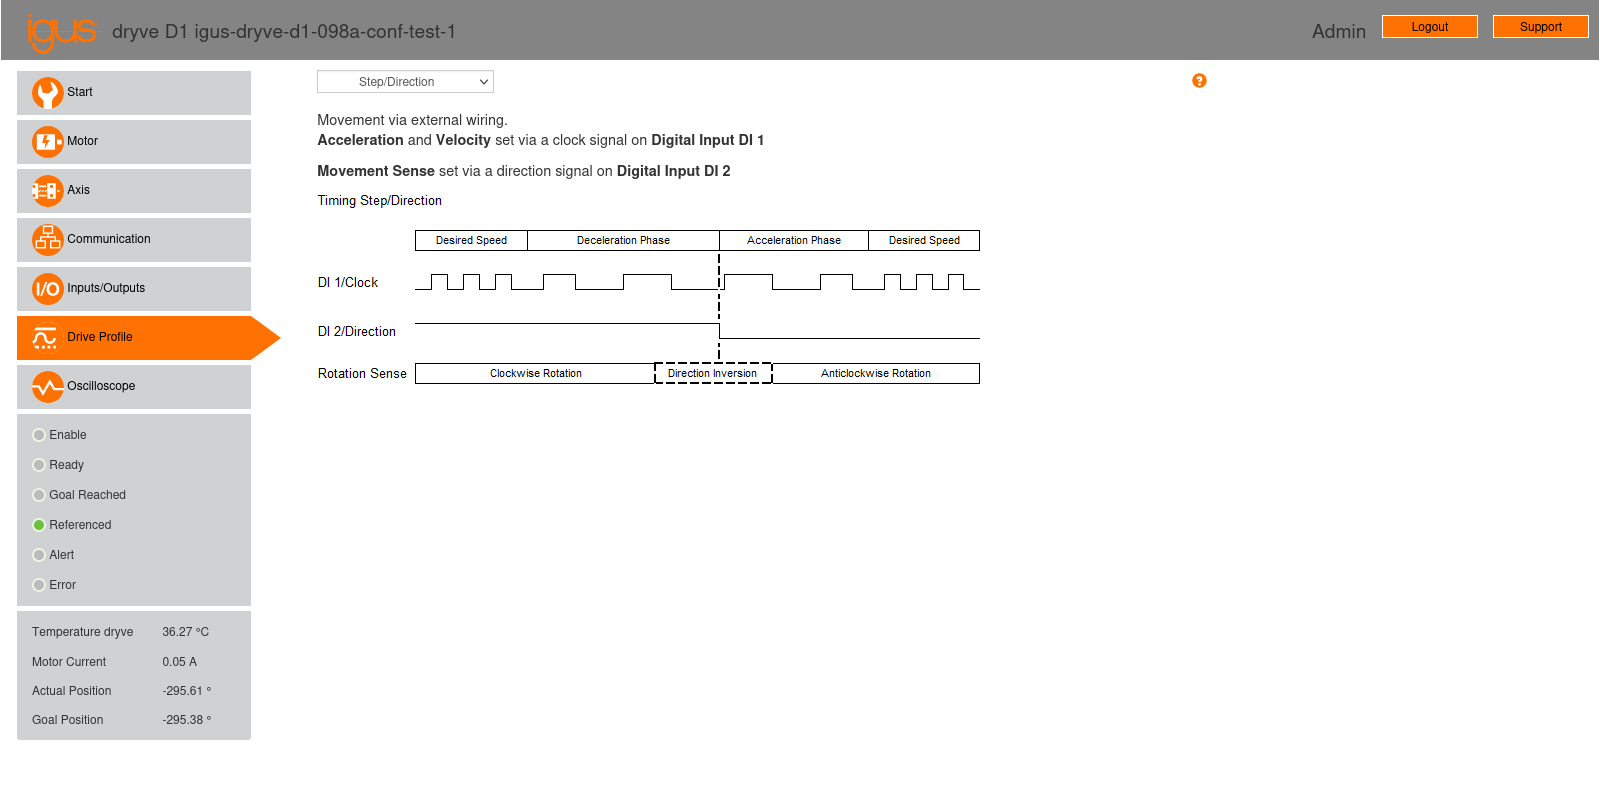 igus dryve D1 igus-dryve-d1-098a-conf-test-1 Admin Logout Support
Start
Motor
Axis
Communication
I/O Inputs/Outputs
Drive Profile
Oscilloscope
Enable
Ready
Goal Reached
Referenced
Alert
Error
Temperature dryve 36.27 °C
Motor Current 0.05 A
Actual Position -295.61 °
Goal Position -295.38 °
Step/Direction ?
Movement via external wiring.
Acceleration and Velocity set via a clock signal on Digital Input DI 1
Movement Sense set via a direction signal on Digital Input DI 2
Timing Step/Direction
Desired Speed Deceleration Phase Acceleration Phase Desired Speed
DI 1/Clock
DI 2/Direction
Rotation Sense Clockwise Rotation Direction Inversion Anticlockwise Rotation